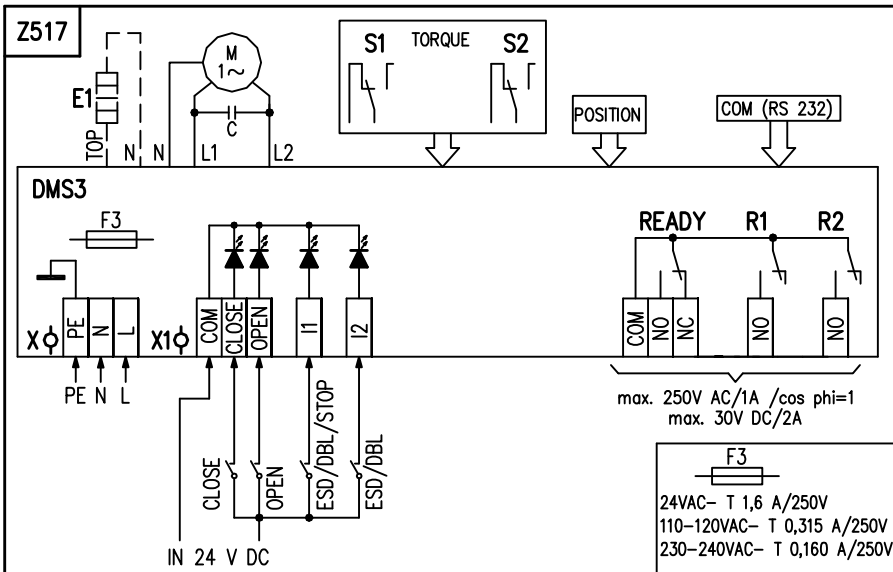 Z517
M
1~
S1 TORQUE S2
E1
C
TOP
N
N
L1
L2
POSITION
COM (RS 232)
DMS3
F3
READY R1 R2
X
PE
N
L
X1
COM
CLOSE
OPEN
I1
I2
COM
NO
NC
NO
NO
PE N L
max. 250V AC/1A /cos phi=1
max. 30V DC/2A
CLOSE
OPEN
ESD/DBL/STOP
ESD/DBL
IN 24 V DC
F3
24VAC- T 1,6 A/250V
110-120VAC- T 0,315 A/250V
230-240VAC- T 0,160 A/250V